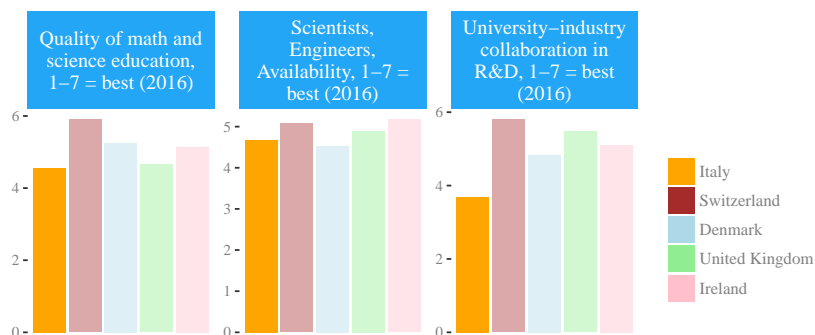 Quality of math and
science education,
1−7 = best (2016)
0
2
4
6
Scientists,
Engineers,
Availability, 1−7 =
best (2016)
0
1
2
3
4
5
University−industry
collaboration in
R&D, 1−7 = best
(2016)
0
2
4
6
Italy
Switzerland
Denmark
United Kingdom
Ireland